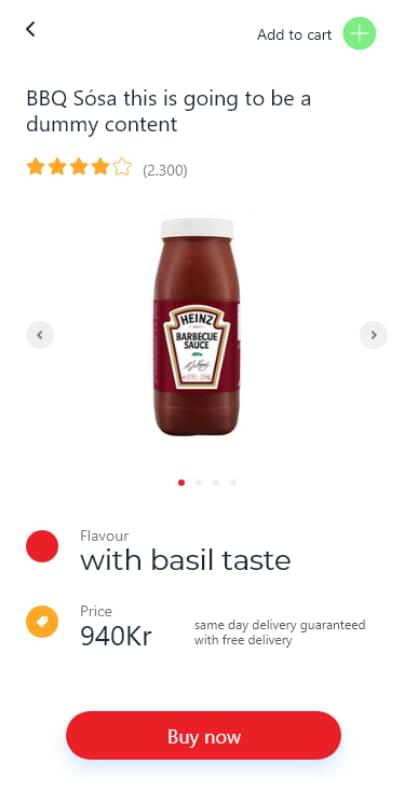 Add to cart
BBQ Sósa this is going to be a
dummy content
(2.300)
HEINZ
BARBECUE
SAUCE
Flavour
with basil taste
Price
940Kr
same day delivery guaranteed
with free delivery
Buy now